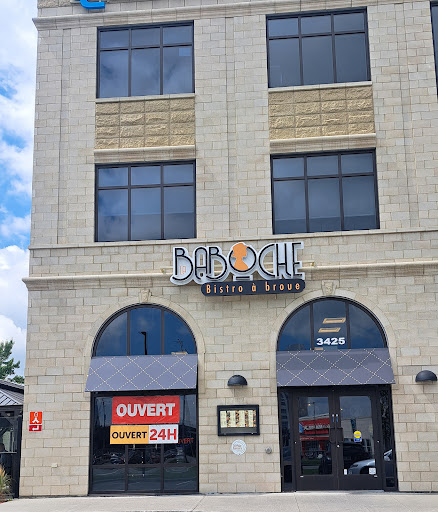 BABOCHE
Bistro à broue
3425
OUVERT
OUVERT 24H